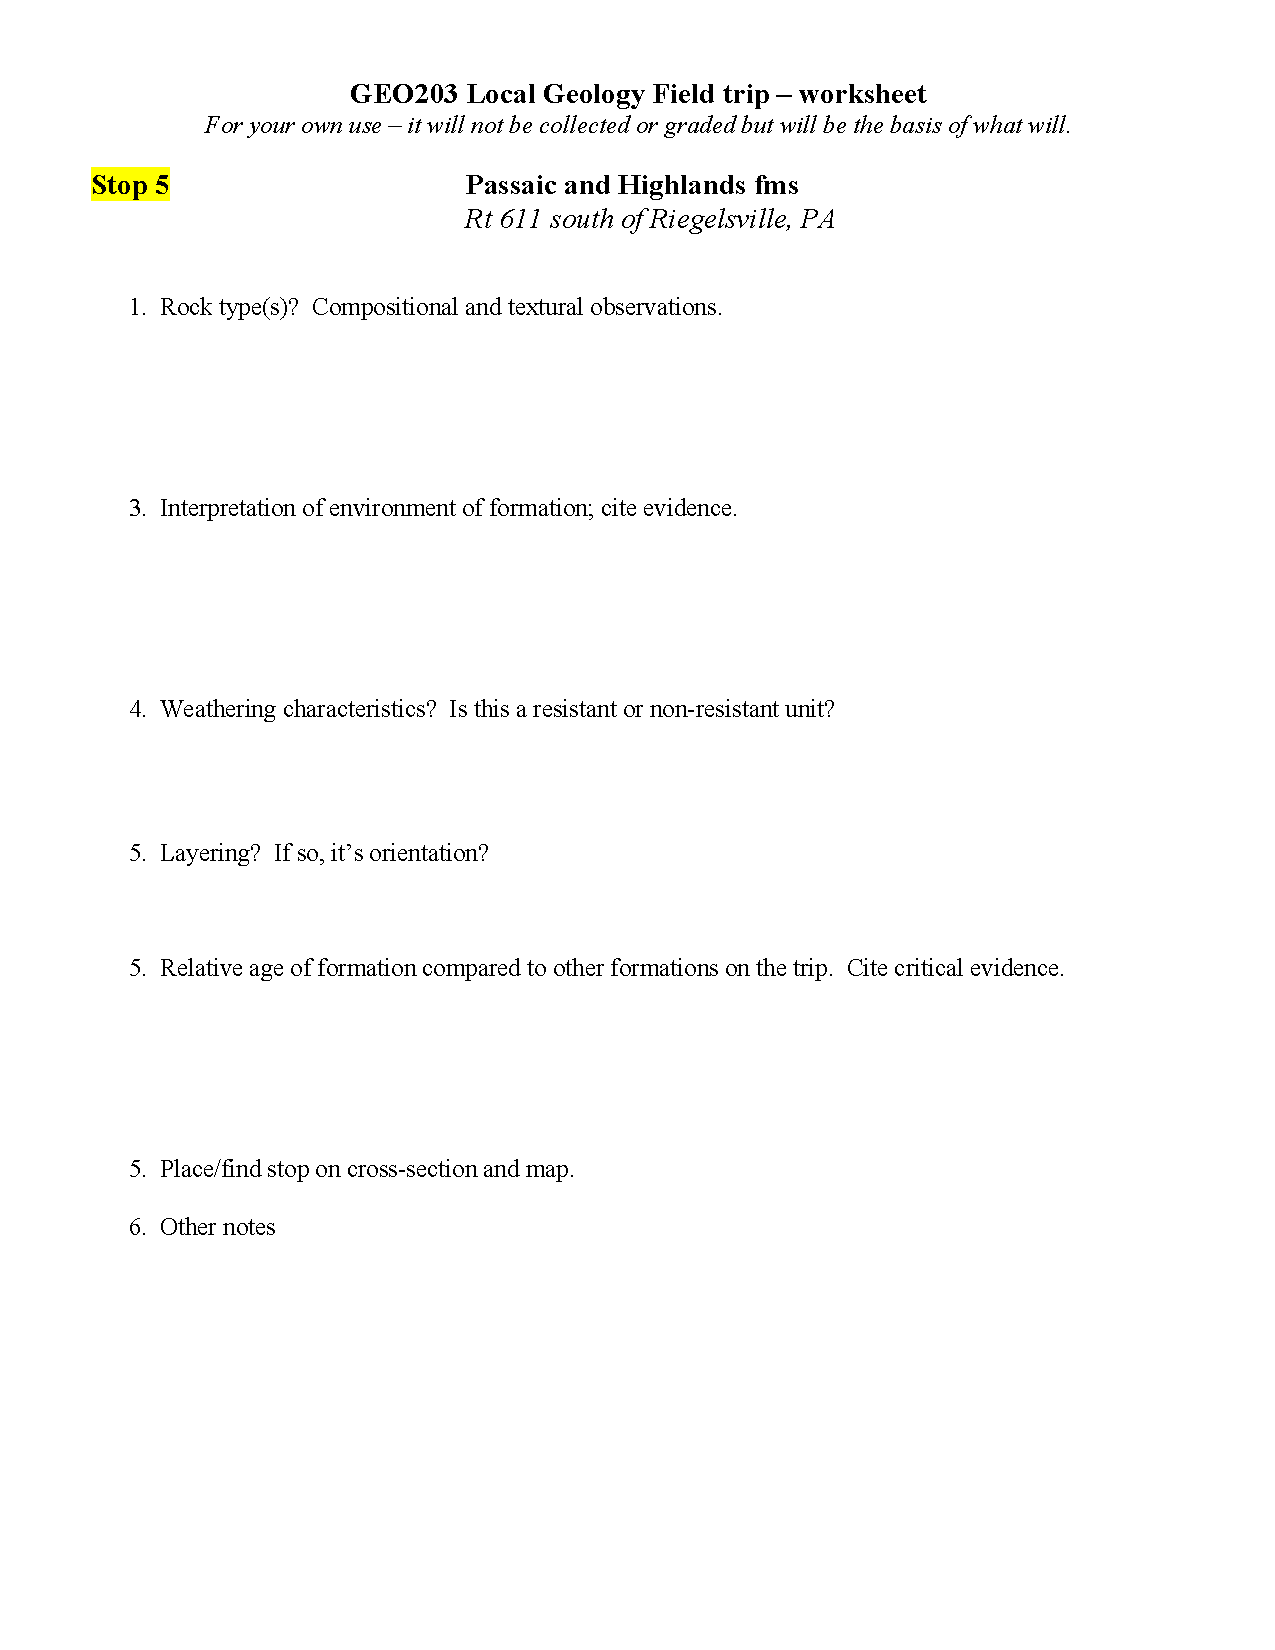 GEO203 Local Geology Field trip – worksheet
For your own use – it will not be collected or graded but will be the basis of what will.
Stop 5 Passaic and Highlands fms
Rt 611 south of Riegelsville, PA
1. Rock type(s)? Compositional and textural observations.
3. Interpretation of environment of formation; cite evidence.
4. Weathering characteristics? Is this a resistant or non-resistant unit?
5. Layering? If so, it’s orientation?
5. Relative age of formation compared to other formations on the trip. Cite critical evidence.
5. Place/find stop on cross-section and map.
6. Other notes